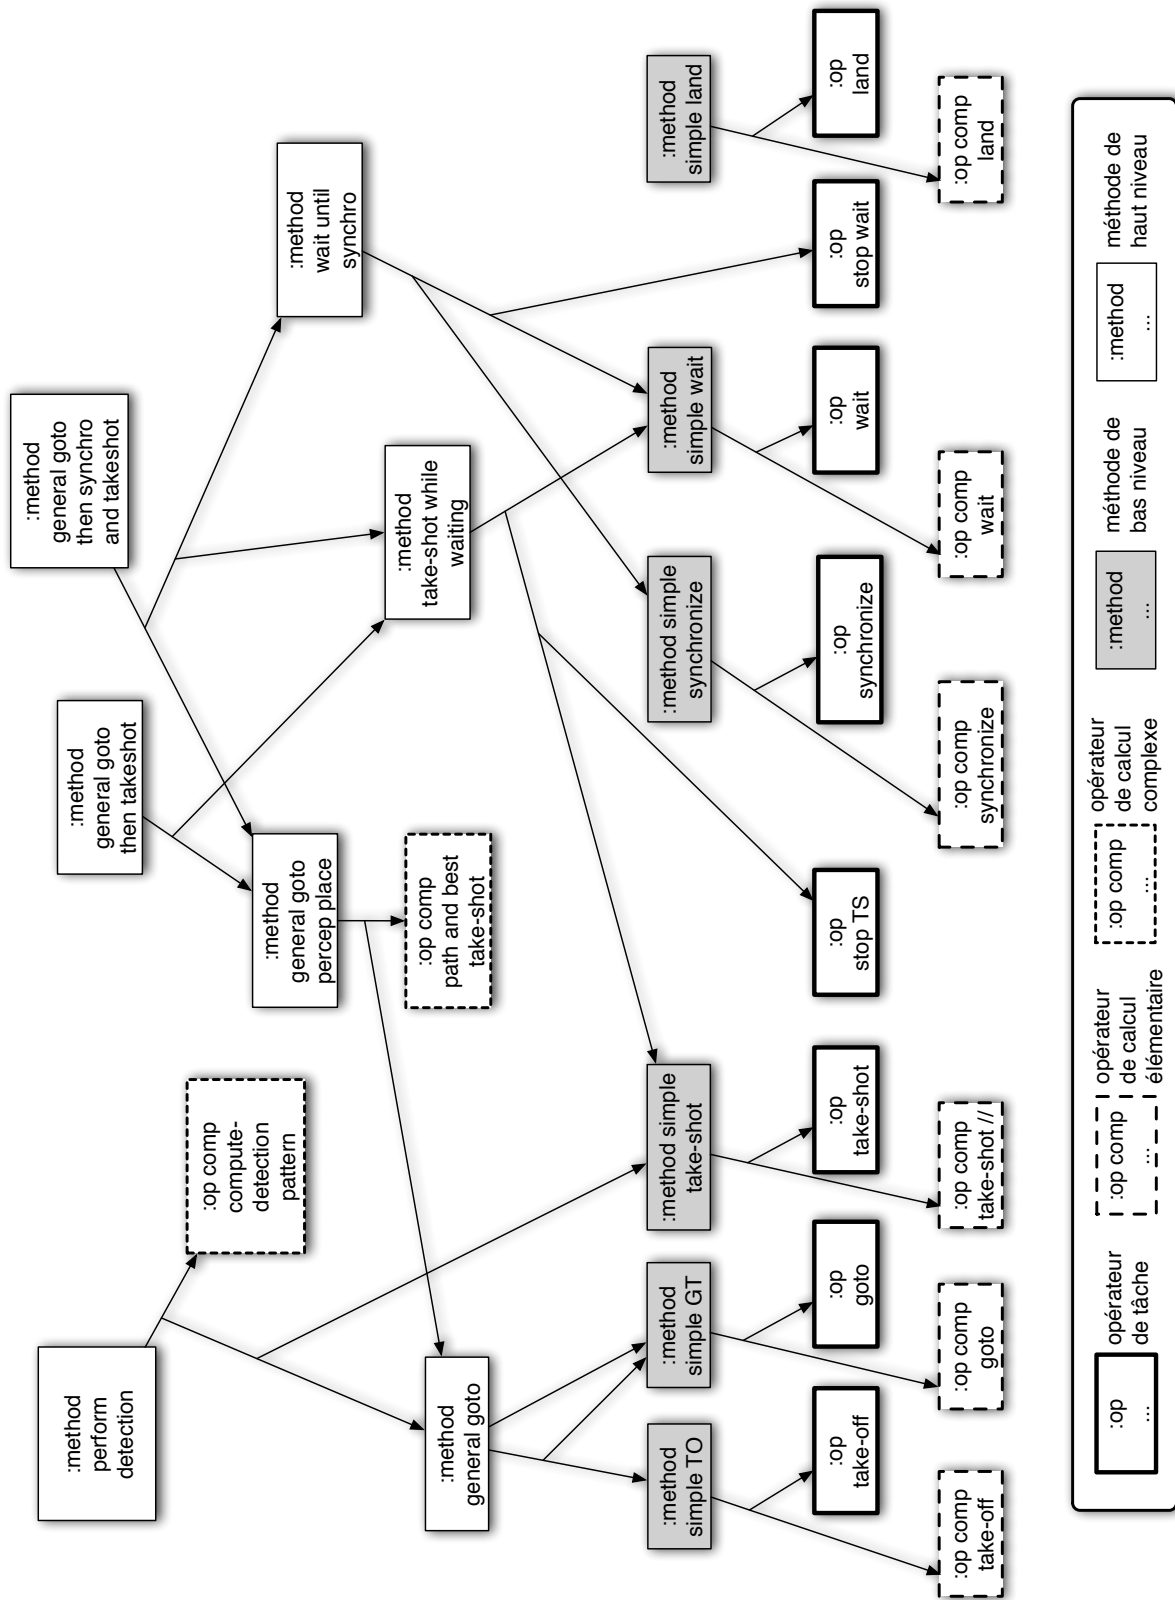 :method
perform
detection
:op comp
compute-
detection
pattern
:method
general goto
then takeshot
:method
general goto
then synchro
and takeshot
:method
general goto
percep place
:method
wait until
synchro
:op comp
path and best
take-shot
:method
take-shot while
waiting
:method
general goto
:method
simple TO
:method
simple GT
:method simple
take-shot
:method simple
synchronize
:method
simple wait
:method
simple land
:op
take-off
:op
goto
:op
take-shot
:op
stop TS
:op
synchronize
:op
wait
:op
stop wait
:op
land
:op comp
take-off
:op comp
goto
:op comp
take-shot //
:op comp
synchronize
:op comp
wait
:op comp
land
:op
...
opérateur
de tâche
:op comp
...
opérateur
de calcul
élémentaire
:op comp
...
opérateur
de calcul
complexe
:method
...
méthode de
bas niveau
:method
...
méthode de
haut niveau